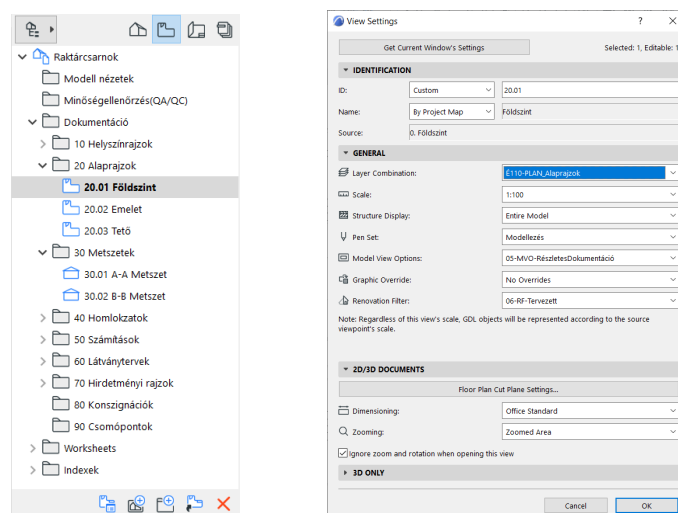 Raktárcsarnok
Modell nézetek
Minőségellenőrzés(QA/QC)
Dokumentáció
10 Helyszínrajzok
20 Alaprajzok
20.01 Földszint
20.02 Emelet
20.03 Tető
30 Metszetek
30.01 A-A Metszet
30.02 B-B Metszet
40 Homlokzatok
50 Számítások
60 Látványtervek
70 Hirdetményi rajzok
80 Konszignációk
90 Csomópontok
Worksheets
Indexek
View Settings
Get Current Window's Settings
Selected: 1, Editable: 1
IDENTIFICATION
ID: Custom 20.01
Name: By Project Map Földszint
Source: 0. Földszint
GENERAL
Layer Combination: É110-PLAN_Alaprajzok
Scale: 1:100
Structure Display: Entire Model
Pen Set: Modellezés
Model View Options: 05-MVO-RészletesDokumentáció
Graphic Override: No Overrides
Renovation Filter: 06-RF-Tervezett
Note: Regardless of this view's scale, GDL objects will be represented according to the source
viewpoint's scale.
2D/3D DOCUMENTS
Floor Plan Cut Plane Settings...
Dimensioning: Office Standard
Zooming: Zoomed Area
Ignore zoom and rotation when opening this view
3D ONLY
Cancel OK